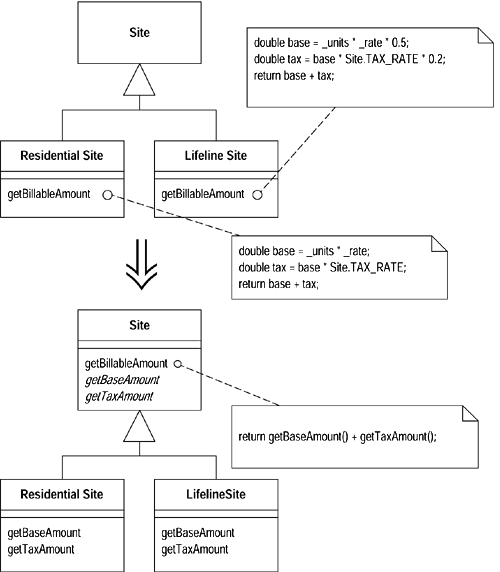 Site
double base = _units * _rate * 0.5;
double tax = base * Site.TAX_RATE * 0.2;
return base + tax;
Residential Site
Lifeline Site
getBillableAmount
getBillableAmount
double base = _units * _rate;
double tax = base * Site.TAX_RATE;
return base + tax;
Site
getBillableAmount
getBaseAmount
getTaxAmount
return getBaseAmount() + getTaxAmount();
Residential Site
LifelineSite
getBaseAmount
getTaxAmount
getBaseAmount
getTaxAmount